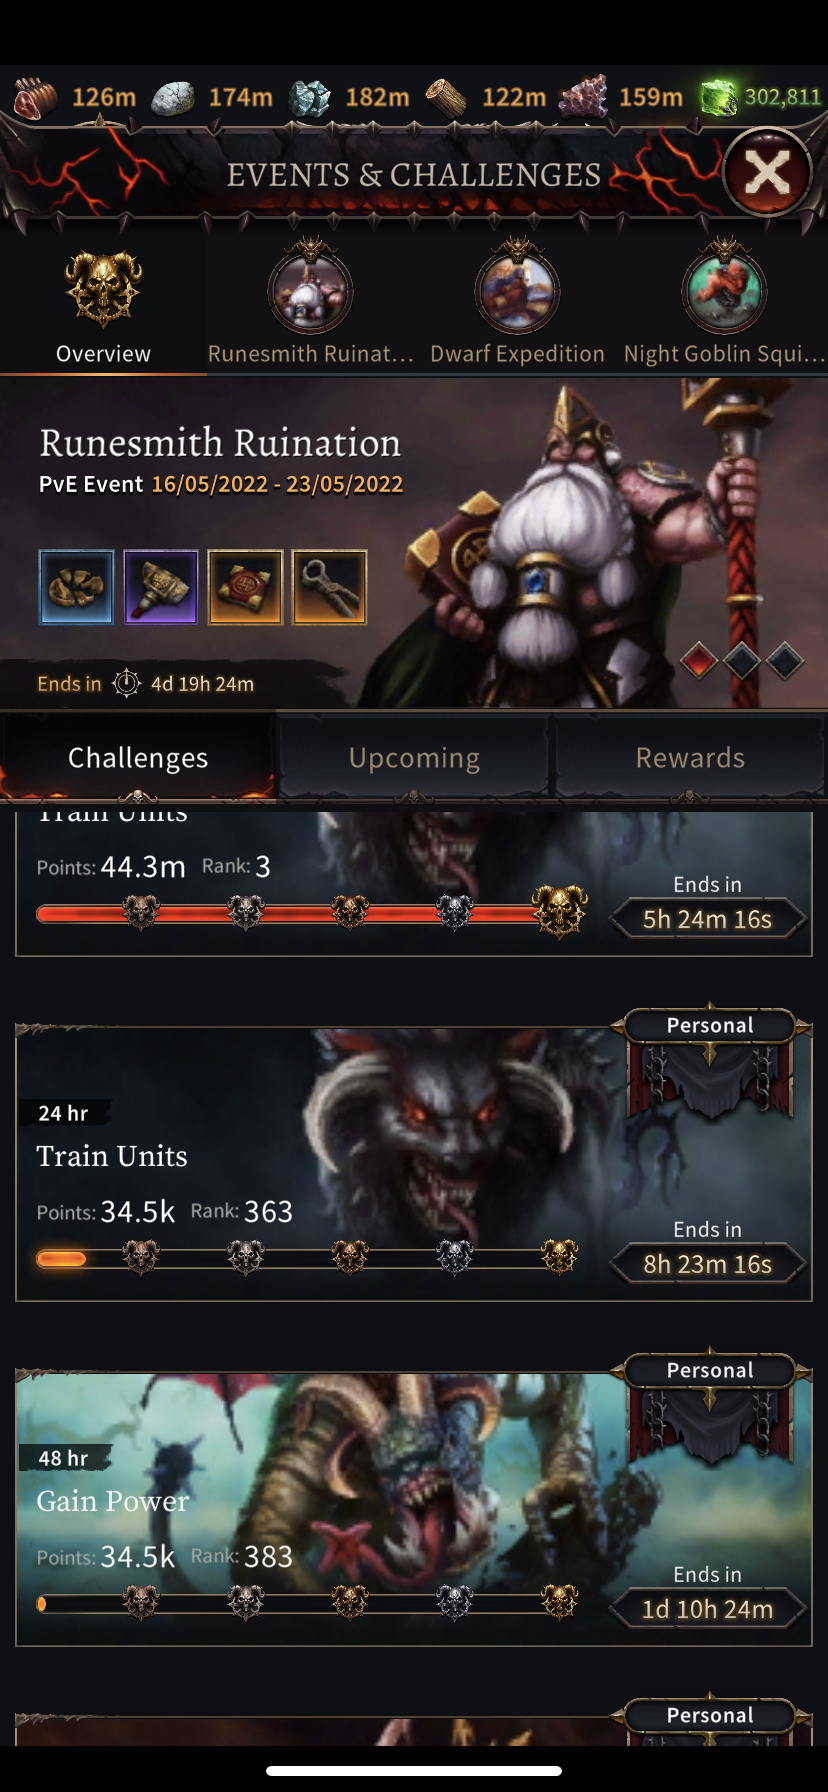 126m 174m 182m 122m 159m 302,811
EVENTS & CHALLENGES
Overview Runesmith Ruinat... Dwarf Expedition Night Goblin Squi...
Runesmith Ruination
PvE Event 16/05/2022 - 23/05/2022
Ends in 4d 19h 24m
Challenges Upcoming Rewards
Train Units
Points: 44.3m Rank: 3
Ends in
5h 24m 16s
Personal
24 hr
Train Units
Points: 34.5k Rank: 363
Ends in
8h 23m 16s
Personal
48 hr
Gain Power
Points: 34.5k Rank: 383
Ends in
1d 10h 24m
Personal